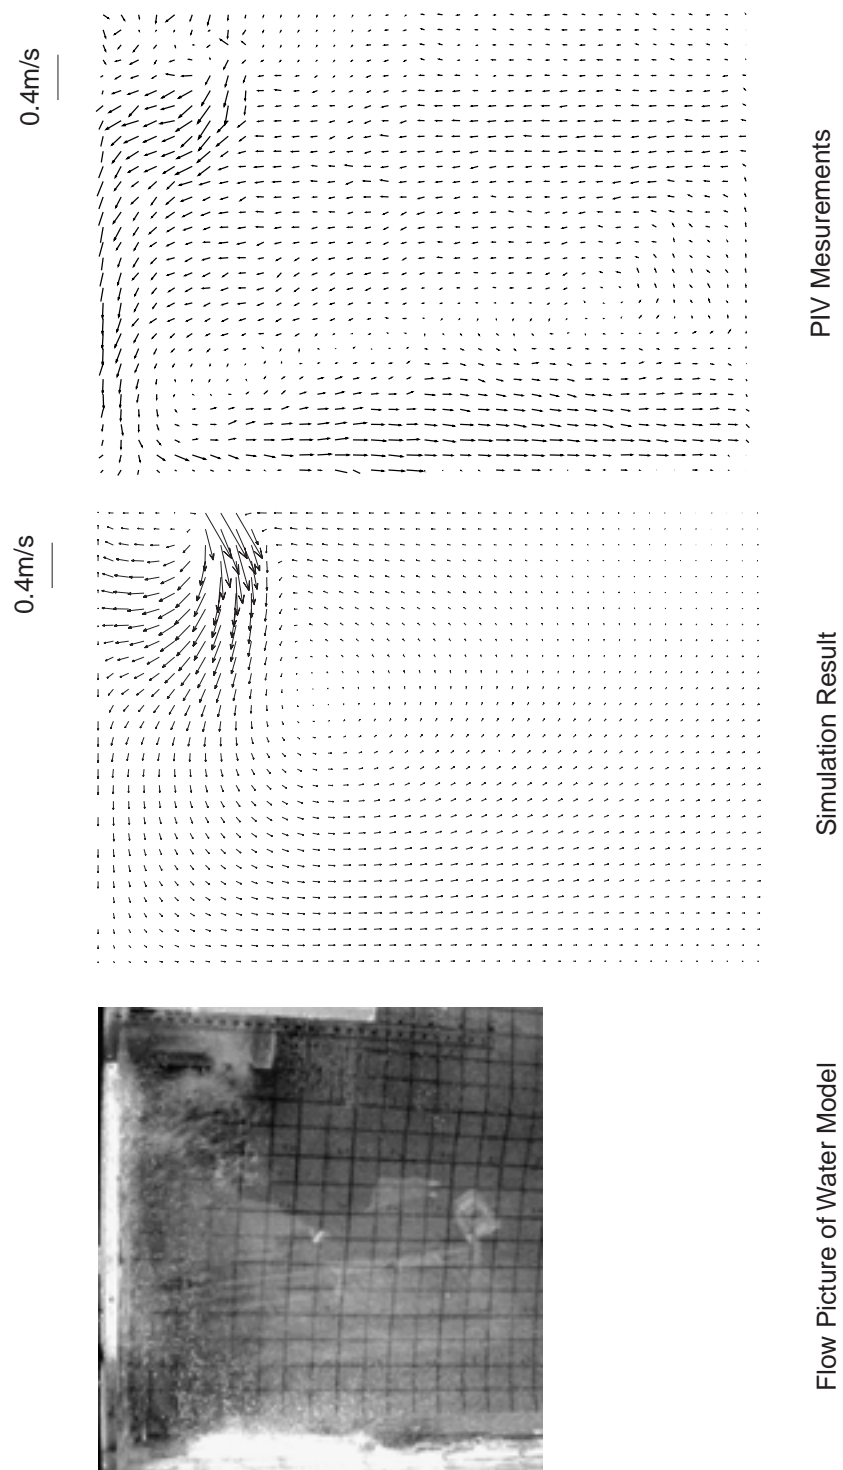 0.4m/s
PIV Mesurements
0.4m/s
Simulation Result
Flow Picture of Water Model